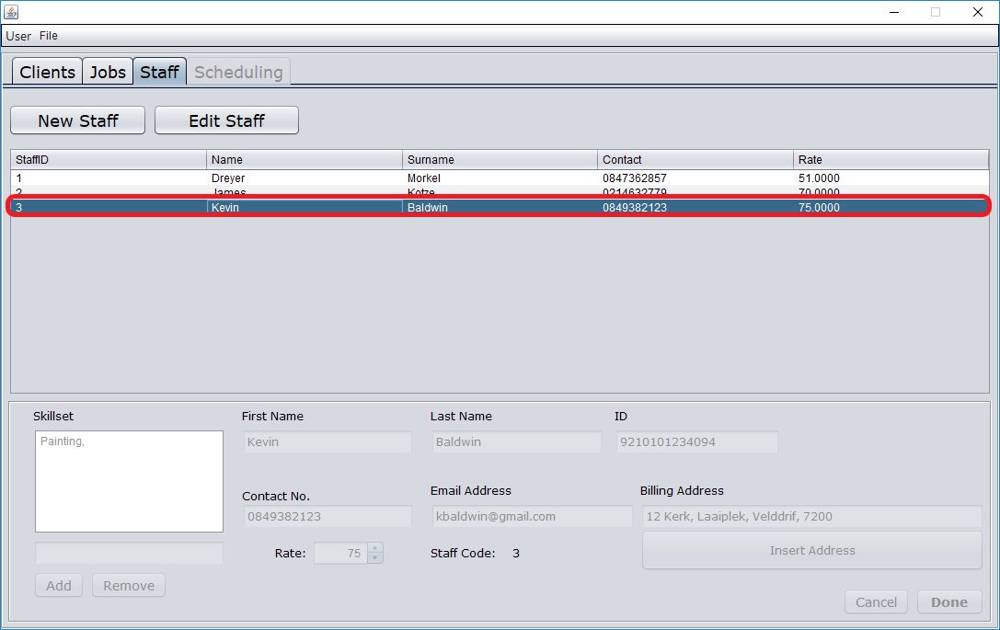 User File
Clients Jobs Staff Scheduling
New Staff Edit Staff
StaffID Name Surname Contact Rate
1 Dreyer Morkel 0847362857 51.0000
2 James Kotze 0214632779 70.0000
3 Kevin Baldwin 0849382123 75.0000
Skillset First Name Last Name ID
Painting, Kevin Baldwin 9210101234094
Contact No. Email Address Billing Address
0849382123 kbaldwin@gmail.com 12 Kerk, Laaiplek, Velddrif, 7200
Rate: 75 Staff Code: 3 Insert Address
Add Remove
Cancel Done